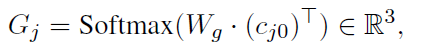 G_j = Softmax(W_g · (c_{j0})^⊤) ∈ ℝ^3,